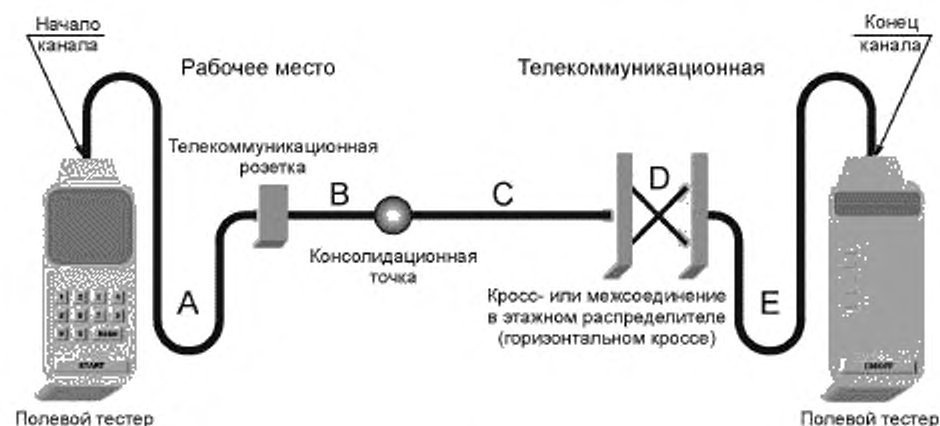 Начало
канала
Конец
канала
Рабочее место
Телекоммуникационная
Телекоммуникационная
розетка
A
B
C
D
E
Консолидационная
точка
Кросс- или межсоединение
в этажном распределителе
(горизонтальном кроссе)
START
Полевой тестер
Полевой тестер